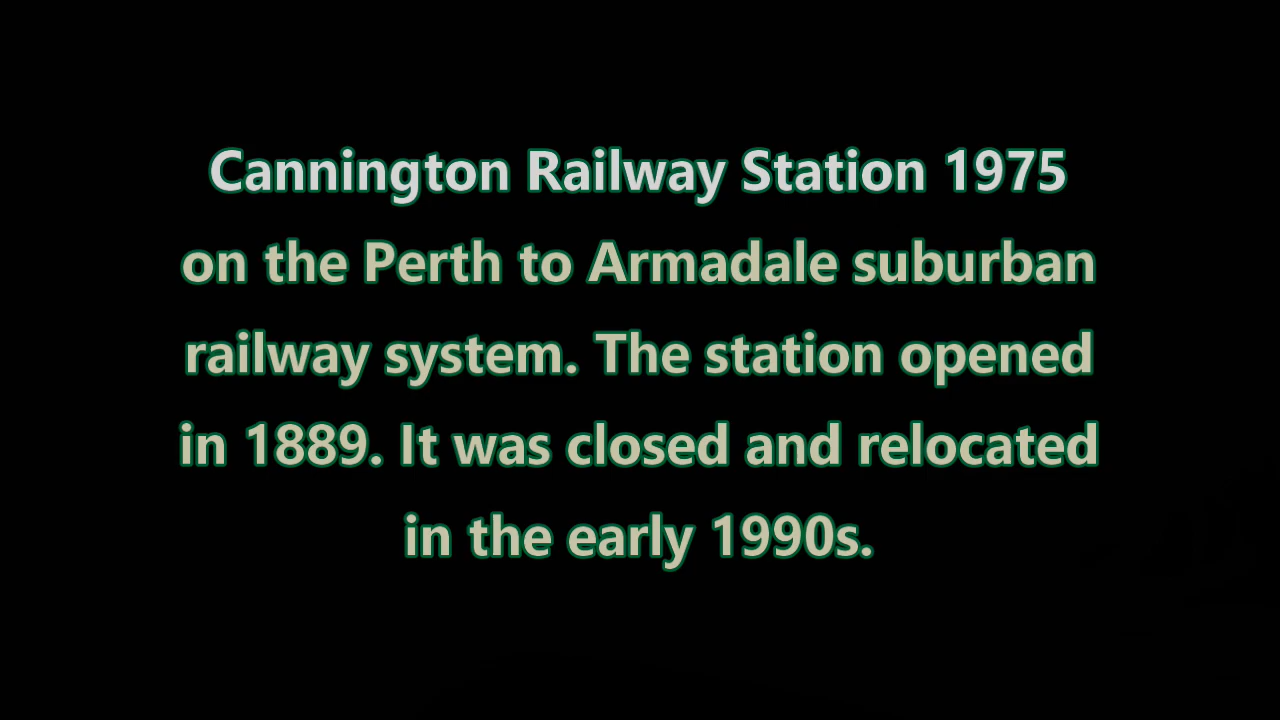 Cannington Railway Station 1975
on the Perth to Armadale suburban
railway system. The station opened
in 1889. It was closed and relocated
in the early 1990s.